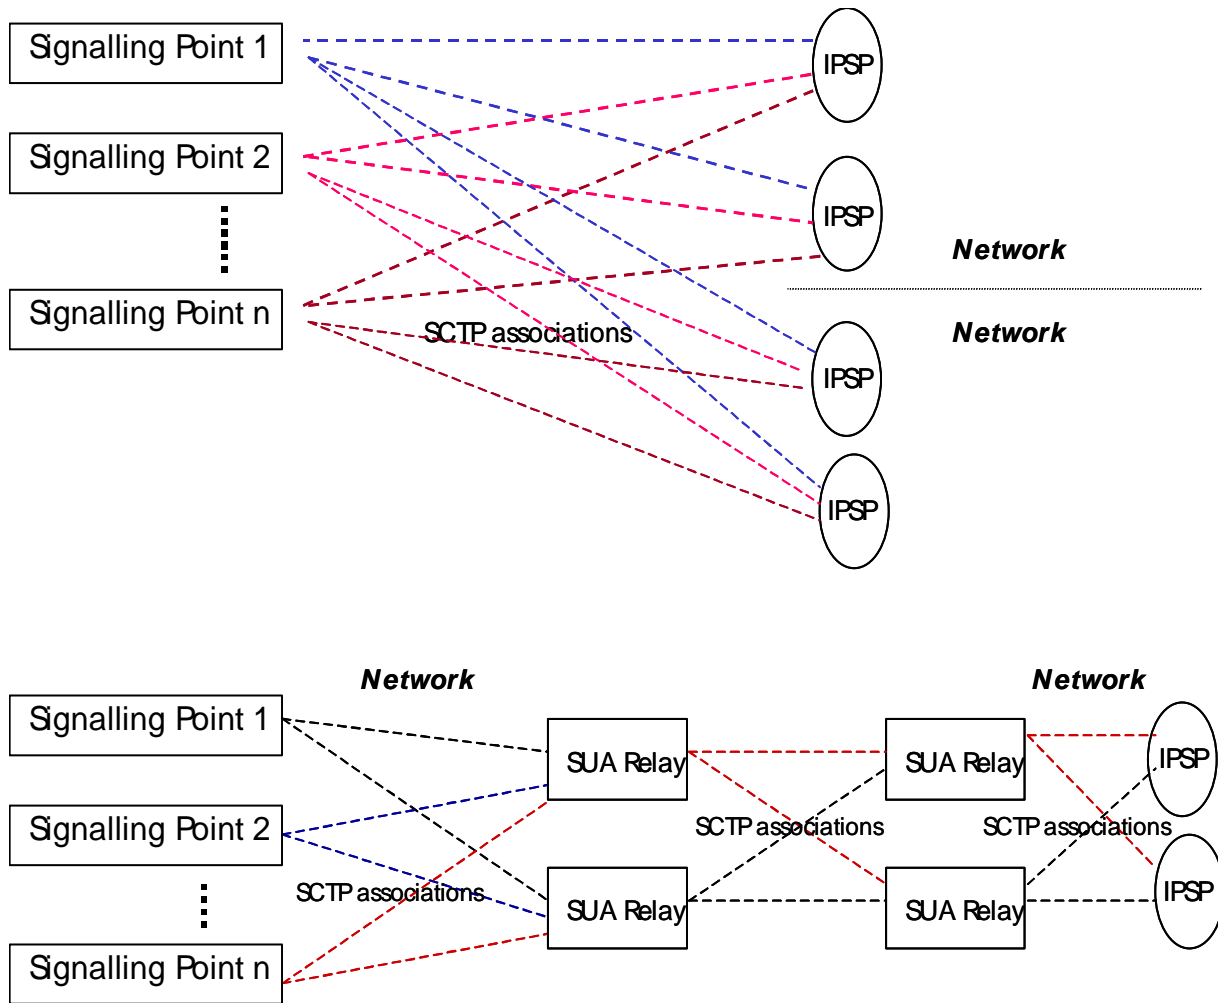 Signalling Point 1
IPSP
Signalling Point 2
IPSP
Network
Signalling Point n
SCTP associations
Network
IPSP
IPSP
Network
Network
Signalling Point 1
SUA Relay
SUA Relay
IPSP
Signalling Point 2
SCTP associations
SCTP associations
SCTP associations
SUA Relay
SUA Relay
IPSP
Signalling Point n